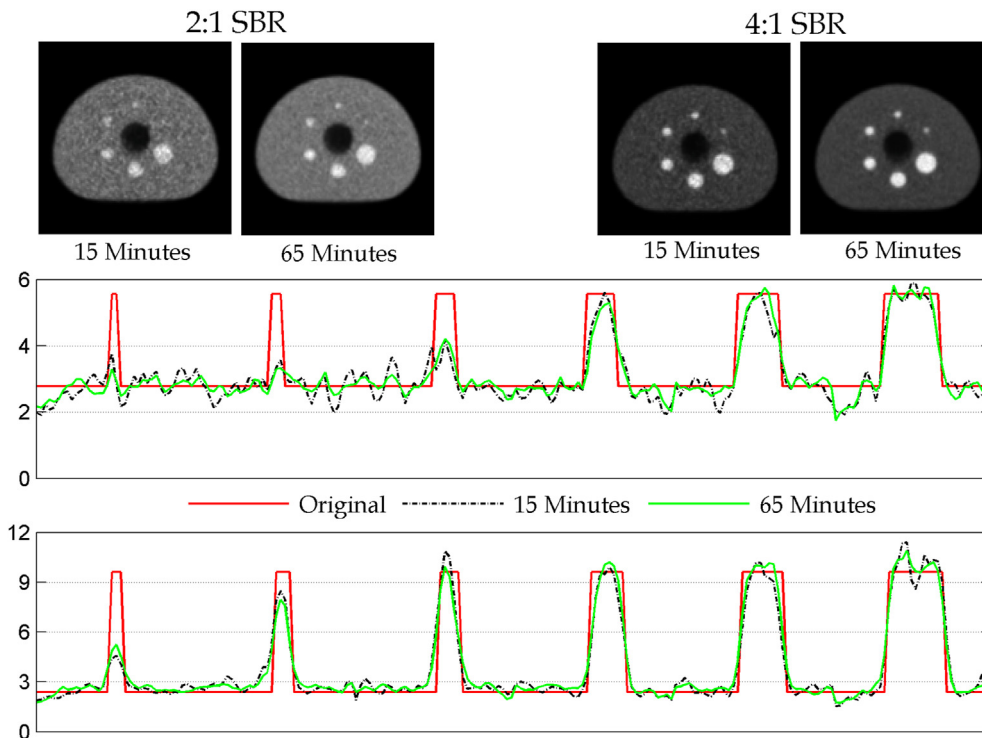 2:1 SBR
4:1 SBR
15 Minutes
65 Minutes
15 Minutes
65 Minutes
6
4
2
0
Original
15 Minutes
65 Minutes
12
9
6
3
0